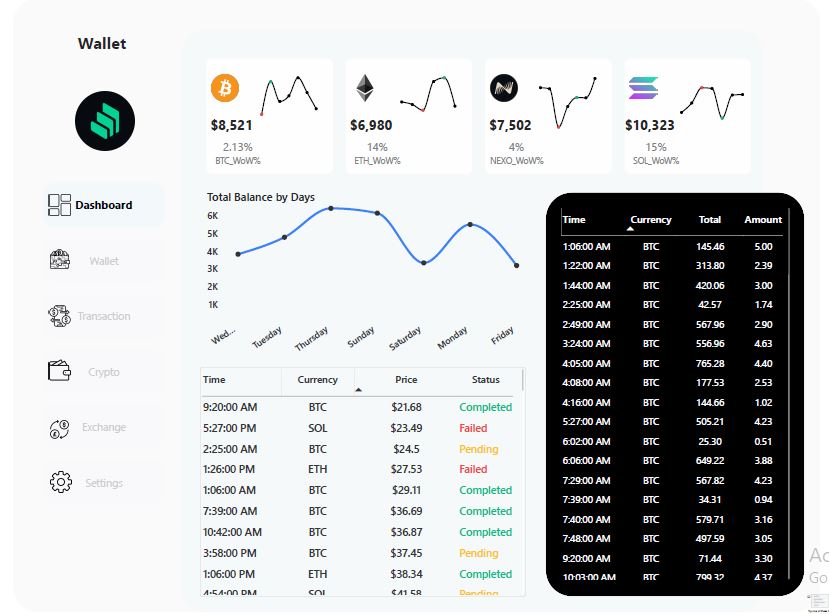 Wallet
Dashboard
Wallet
Transaction
Crypto
Exchange
Settings
$8,521
2.13%
BTC_WoW%
$6,980
14%
ETH_WoW%
$7,502
4%
NEXO_WoW%
$10,323
15%
SOL_WoW%
Total Balance by Days
6K
5K
4K
3K
2K
1K
Wed... Tuesday Thursday Sunday Saturday Monday Friday
Time Currency Price Status
9:20:00 AM BTC $21.68 Completed
5:27:00 PM SOL $23.49 Failed
2:25:00 AM BTC $24.5 Pending
1:26:00 PM ETH $27.53 Failed
1:06:00 AM BTC $29.11 Completed
7:39:00 AM BTC $36.69 Completed
10:42:00 AM BTC $36.87 Completed
3:58:00 PM BTC $37.45 Pending
1:06:00 PM ETH $38.34 Completed
4:54:00 PM SOL $41.58 Pending
Time Currency Total Amount
1:06:00 AM BTC 145.46 5.00
1:22:00 AM BTC 313.80 2.39
1:44:00 AM BTC 420.06 3.00
2:25:00 AM BTC 42.57 1.74
2:49:00 AM BTC 567.96 2.90
3:24:00 AM BTC 556.96 4.63
4:05:00 AM BTC 765.28 4.40
4:08:00 AM BTC 177.53 2.53
4:16:00 AM BTC 144.66 1.02
5:27:00 AM BTC 505.21 4.23
6:02:00 AM BTC 25.30 0.51
6:06:00 AM BTC 649.22 3.88
7:29:00 AM BTC 567.82 4.23
7:39:00 AM BTC 34.31 0.94
7:40:00 AM BTC 579.71 3.16
7:48:00 AM BTC 497.59 3.05
9:20:00 AM BTC 71.44 3.30
10:03:00 AM BTC 799.32 4.37
Ac
Go